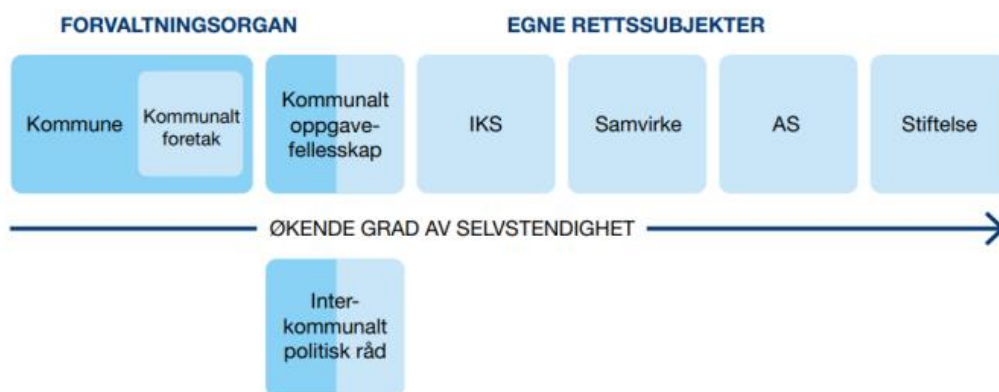 FORVALTNINGSORGAN
EGNE RETTSSUBJEKTER
Kommune
Kommunalt
foretak
Kommunalt
oppgave-
fellesskap
IKS
Samvirke
AS
Stiftelse
ØKENDE GRAD AV SELVSTENDIGHET
Inter-
kommunalt
politisk råd